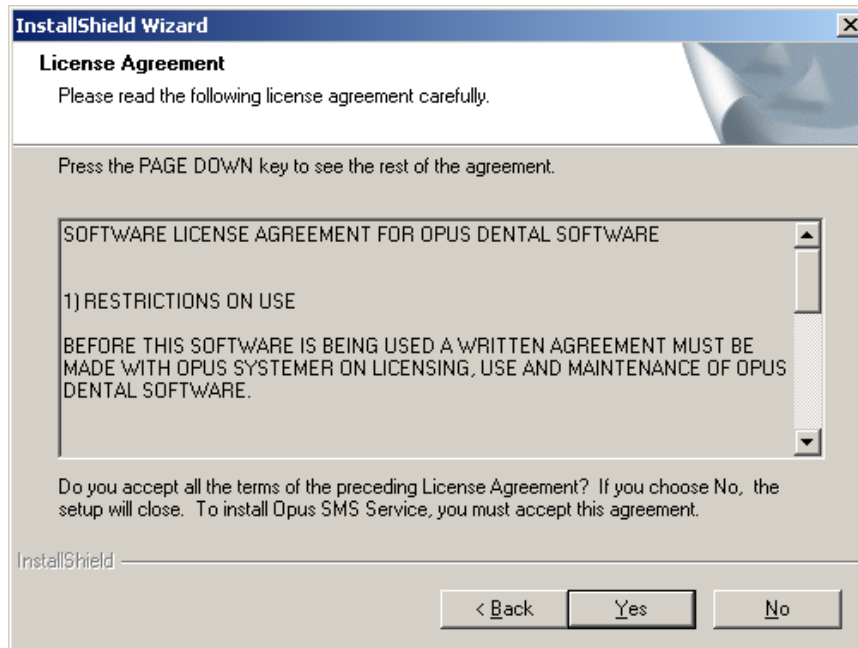 InstallShield Wizard
License Agreement
Please read the following license agreement carefully.
Press the PAGE DOWN key to see the rest of the agreement.
SOFTWARE LICENSE AGREEMENT FOR OPUS DENTAL SOFTWARE
1) RESTRICTIONS ON USE
BEFORE THIS SOFTWARE IS BEING USED A WRITTEN AGREEMENT MUST BE
MADE WITH OPUS SYSTEMER ON LICENSING, USE AND MAINTENANCE OF OPUS
DENTAL SOFTWARE.
Do you accept all the terms of the preceding License Agreement?  If you choose No,  the
setup will close.  To install Opus SMS Service, you must accept this agreement.
InstallShield
< Back Yes No